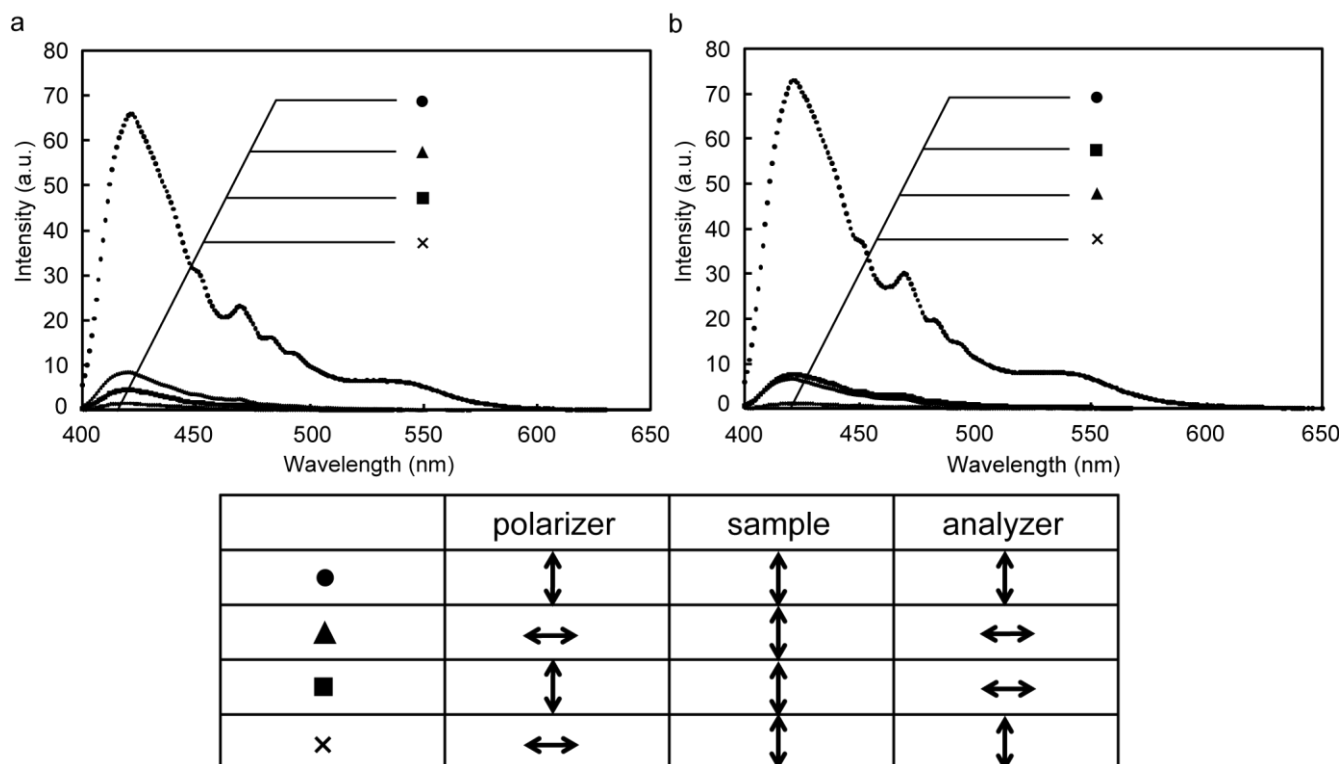 a
80
70
60
50
40
30
20
10
0
Intensity (a.u.)
400 450 500 550 600 650
Wavelength (nm)
● 
▲
■
×
b
80
70
60
50
40
30
20
10
0
Intensity (a.u.)
400 450 500 550 600 650
Wavelength (nm)
●
■
▲
×
polarizer sample analyzer
● ↕ ↕ ↕
▲ ↔ ↕ ↔
■ ↕ ↕ ↔
× ↔ ↕ ↕